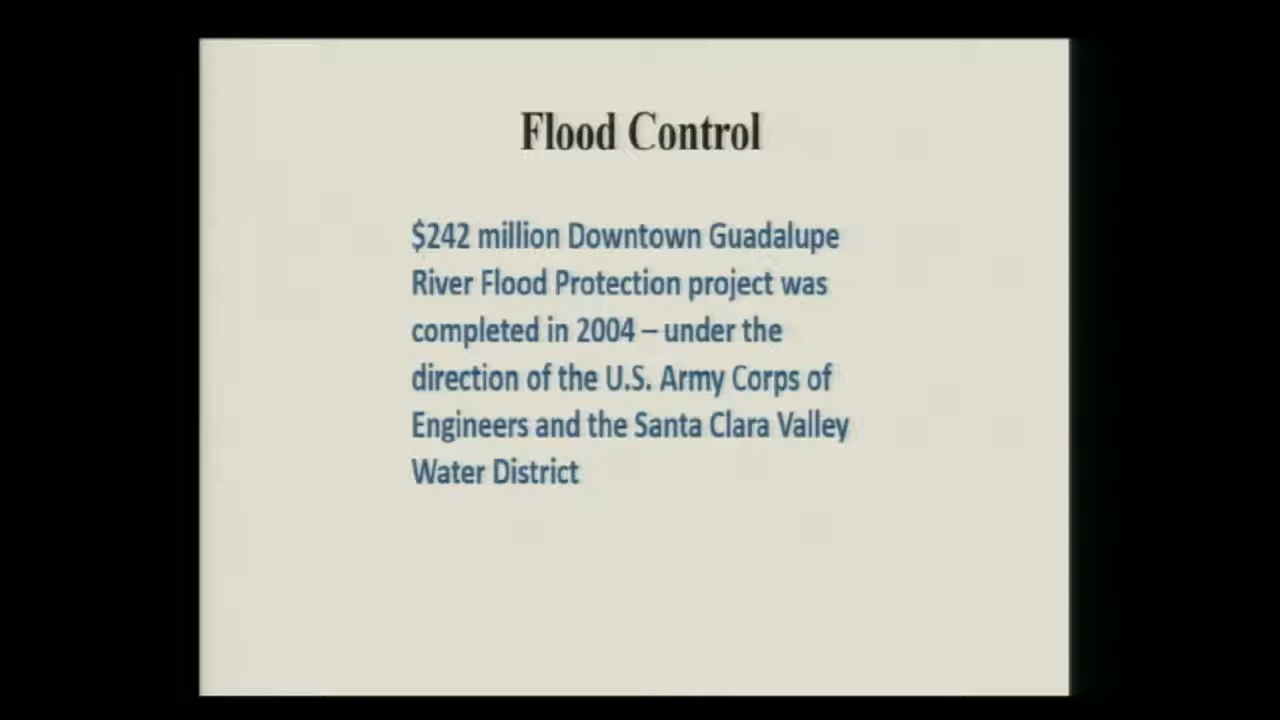 Flood Control
$242 million Downtown Guadalupe
River Flood Protection project was
completed in 2004 – under the
direction of the U.S. Army Corps of
Engineers and the Santa Clara Valley
Water District